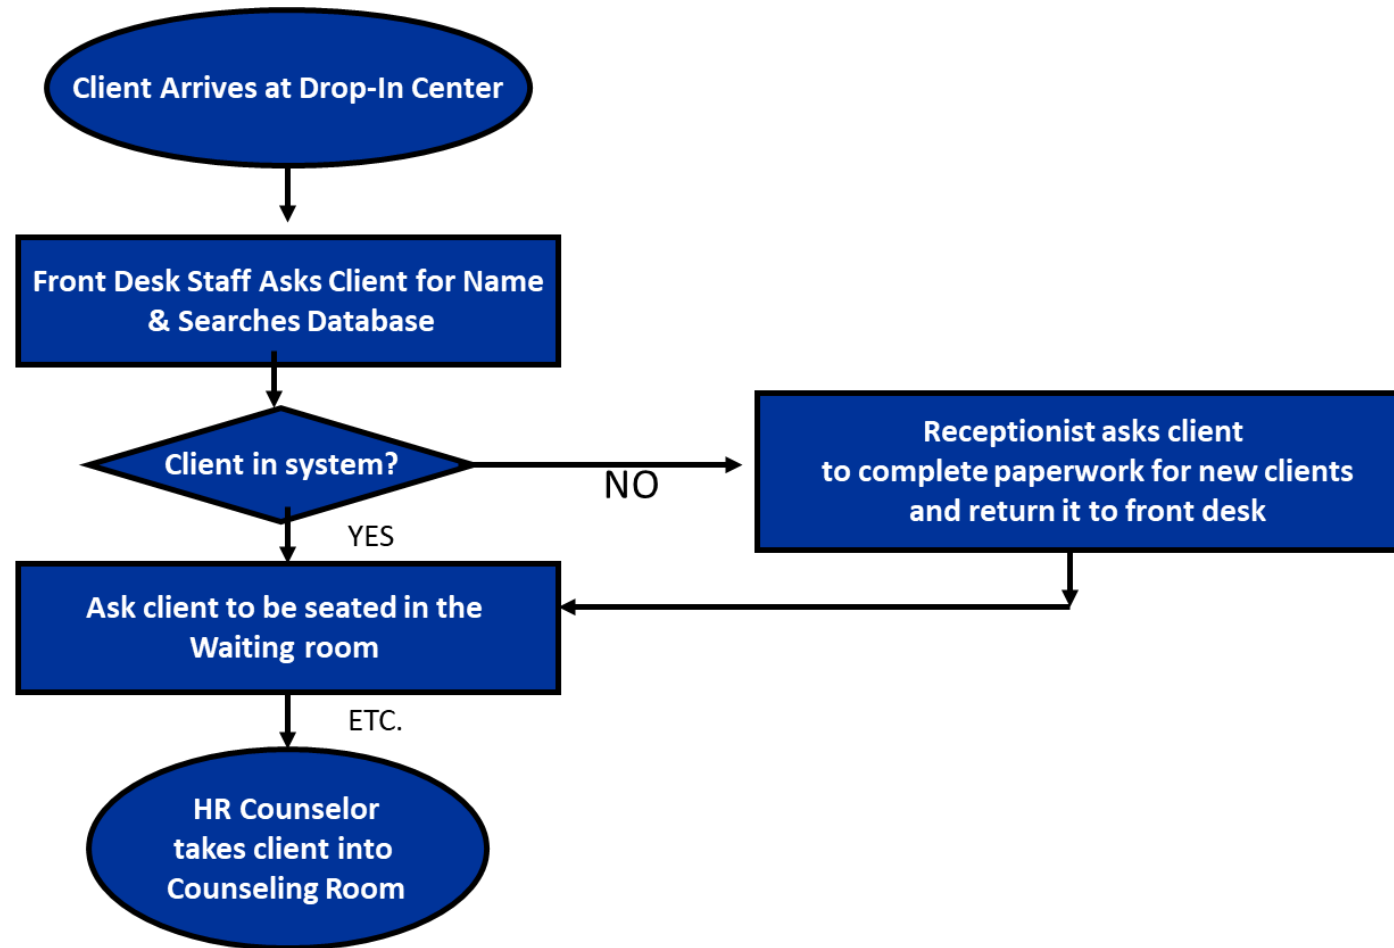 Client Arrives at Drop-In Center
Front Desk Staff Asks Client for Name
& Searches Database
Client in system?
NO
Receptionist asks client
to complete paperwork for new clients
and return it to front desk
YES
Ask client to be seated in the
Waiting room
ETC.
HR Counselor
takes client into
Counseling Room